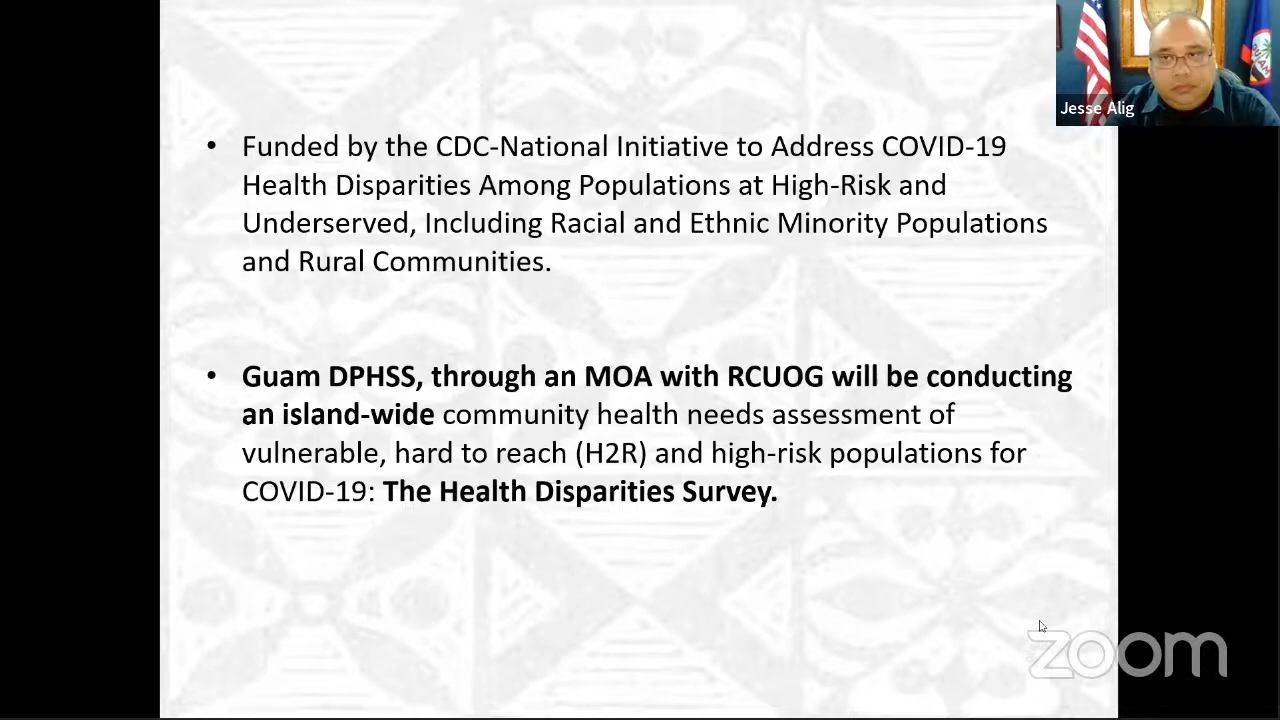 Jesse Alig
• Funded by the CDC-National Initiative to Address COVID-19
Health Disparities Among Populations at High-Risk and
Underserved, Including Racial and Ethnic Minority Populations
and Rural Communities.
• Guam DPHSS, through an MOA with RCUOG will be conducting
an island-wide community health needs assessment of
vulnerable, hard to reach (H2R) and high-risk populations for
COVID-19: The Health Disparities Survey.
zoom